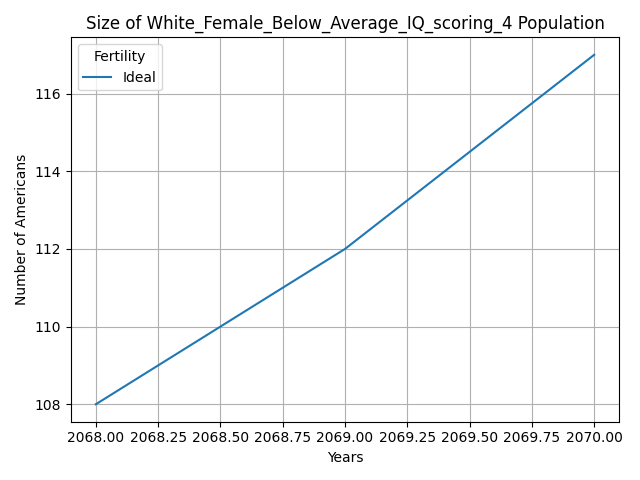 Size of White_Female_Below_Average_IQ_scoring_4 Population
Fertility
Ideal
Number of Americans
116
114
112
110
108
2068.00 2068.25 2068.50 2068.75 2069.00 2069.25 2069.50 2069.75 2070.00
Years